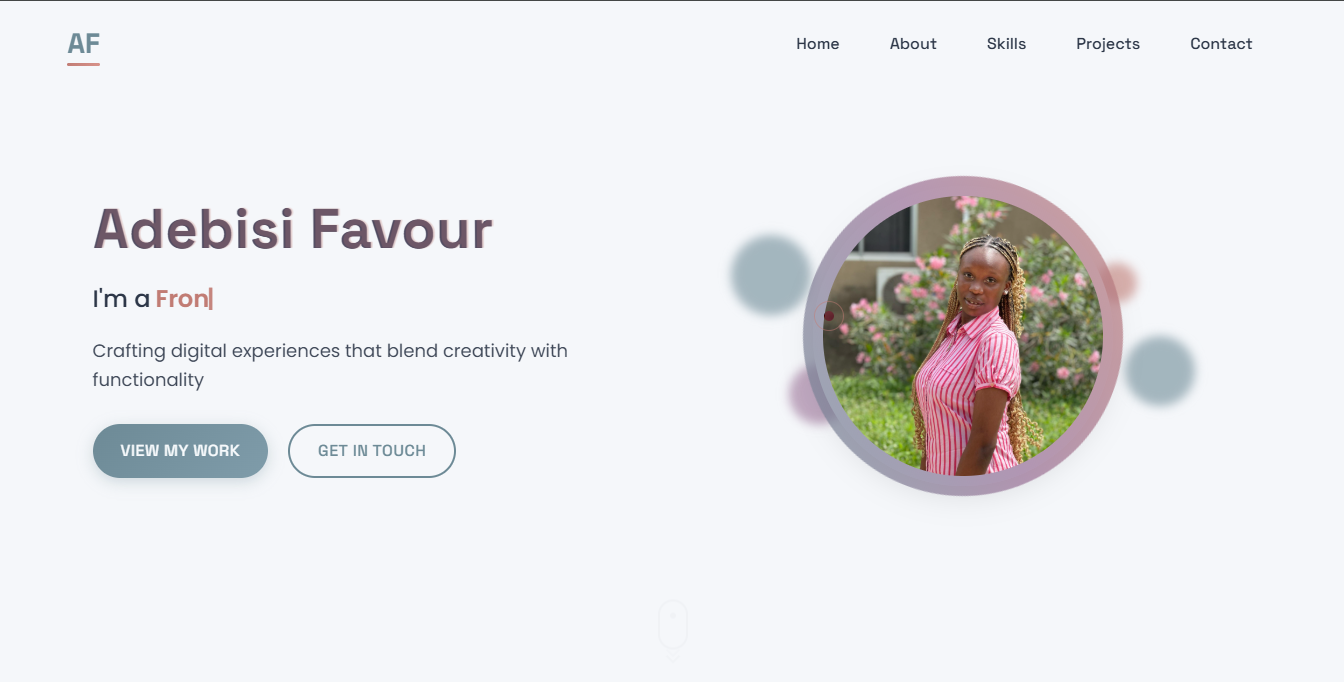 AF
Home About Skills Projects Contact
Adebisi Favour
I'm a Fron
Crafting digital experiences that blend creativity with
functionality
VIEW MY WORK GET IN TOUCH